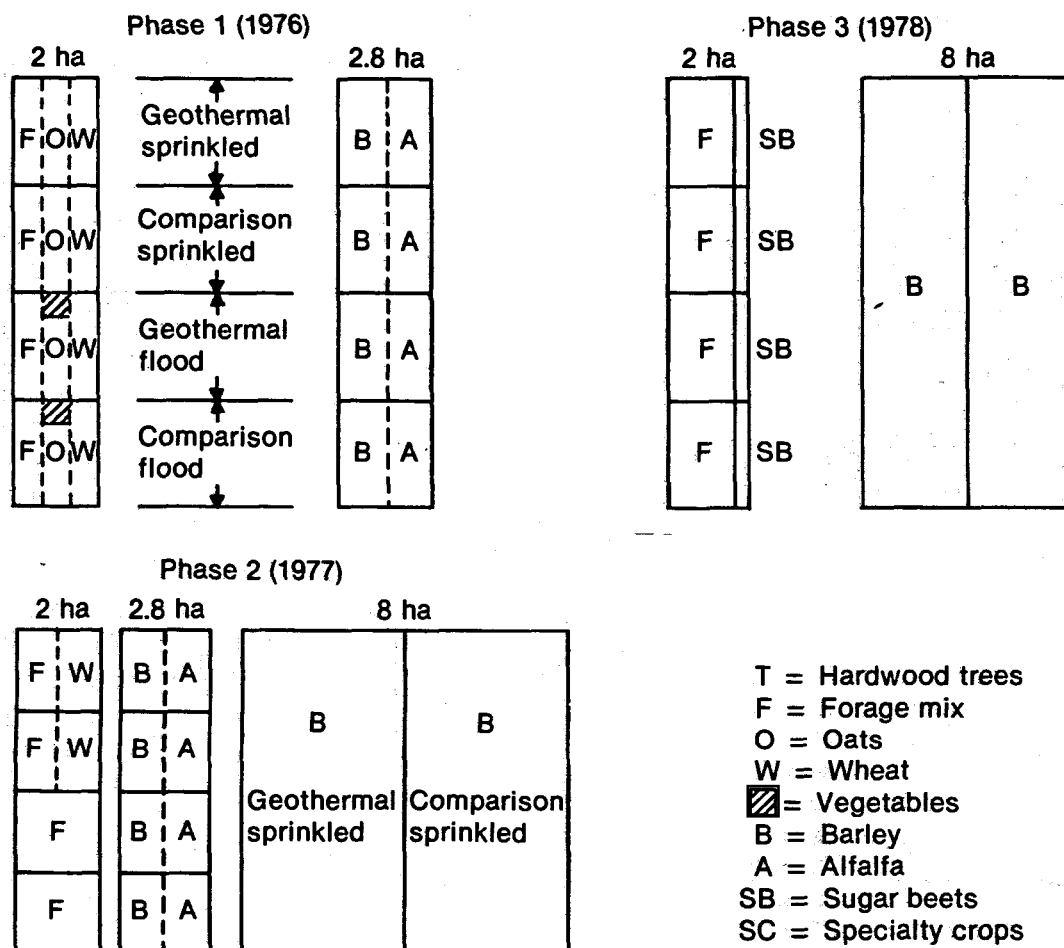 Phase 1 (1976)
2 ha
2.8 ha
F O W
Geothermal
sprinkled
B A
F O W
Comparison
sprinkled
B A
F O W
Geothermal
flood
B A
F O W
Comparison
flood
B A
Phase 3 (1978)
2 ha
8 ha
F SB
F SB
F SB
F SB
B B
Phase 2 (1977)
2 ha
2.8 ha
8 ha
F W
F W
F
F
B A
B A
B A
B A
B
Geothermal
sprinkled
B
Comparison
sprinkled
T = Hardwood trees
F = Forage mix
O = Oats
W = Wheat
= Vegetables
B = Barley
A = Alfalfa
SB = Sugar beets
SC = Specialty crops